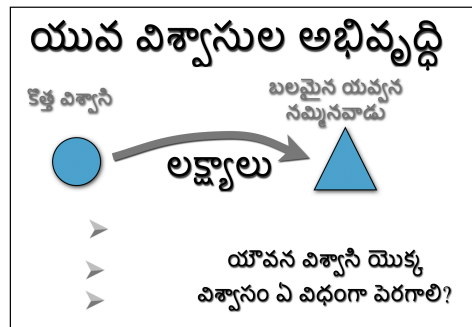 యువ విశ్వాసుల అభివృద్ధి
కొత్త విశ్వాసి
బలమైన యవ్వన
నమ్మినవాడు
లక్ష్యాలు
యౌవన విశ్వాసి యొక్క
విశ్వాసం ఏ విధంగా పెరగాలి?